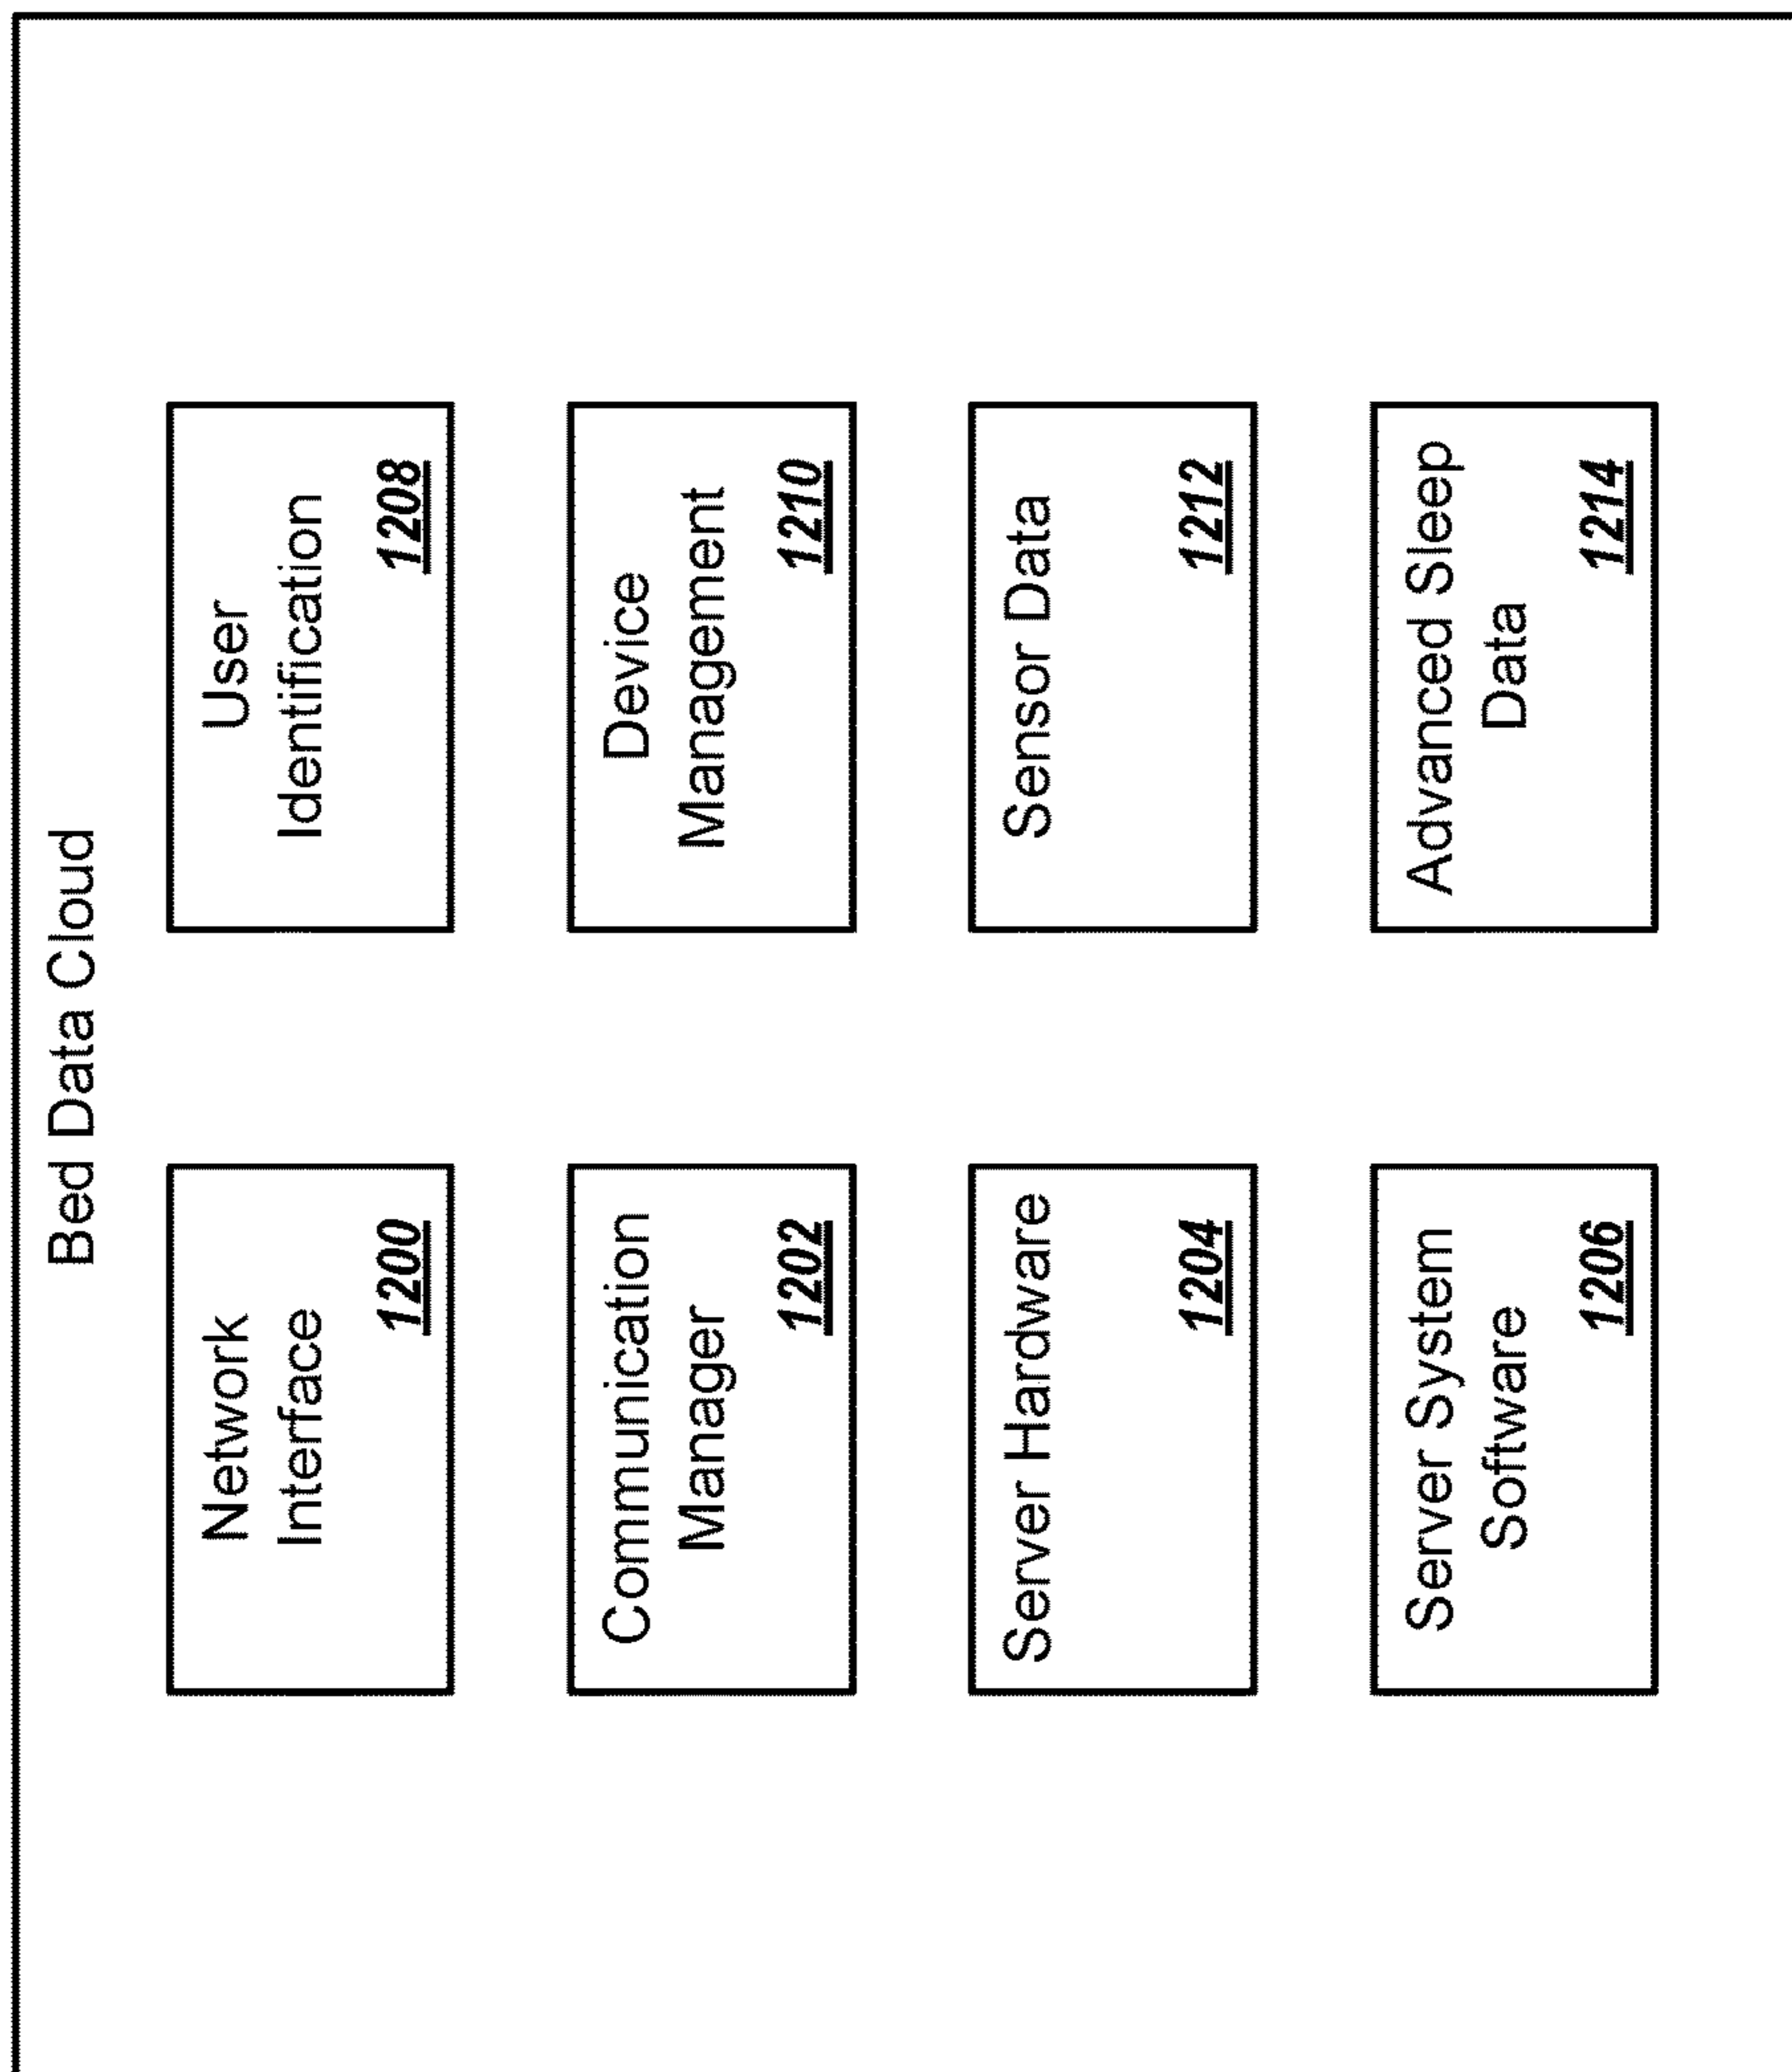 Bed Data Cloud
Network
Interface
1200
Communication
Manager
1202
Server Hardware
1204
Server System
Software
1206
User
Identification
1208
Device
Management
1210
Sensor Data
1212
Advanced Sleep
Data
1214